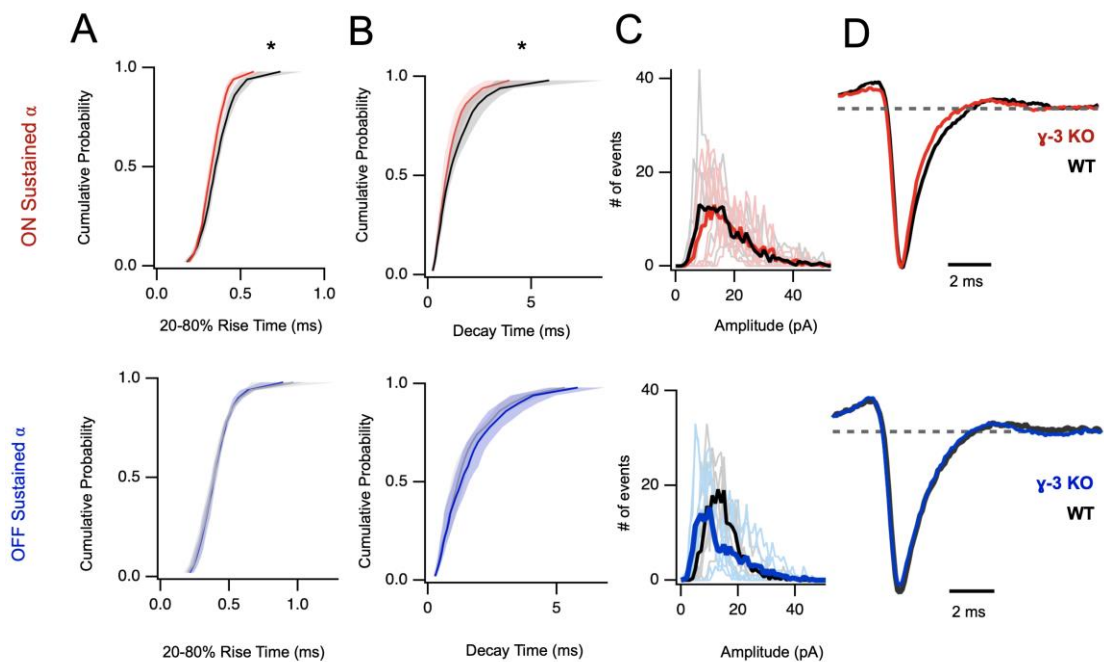 A
B
C
D
*
*
ON Sustained α
Cumulative Probability
1.0
0.5
0.0
0.0
0.5
1.0
20-80% Rise Time (ms)
Cumulative Probability
1.0
0.5
0.0
0
5
Decay Time (ms)
# of events
40
20
0
0
20
40
Amplitude (pA)
ɣ-3 KO
WT
2 ms
OFF Sustained α
Cumulative Probability
1.0
0.5
0.0
0.0
0.5
1.0
20-80% Rise Time (ms)
Cumulative Probability
1.0
0.5
0.0
0
5
Decay Time (ms)
# of events
40
20
0
0
20
40
Amplitude (pA)
ɣ-3 KO
WT
2 ms